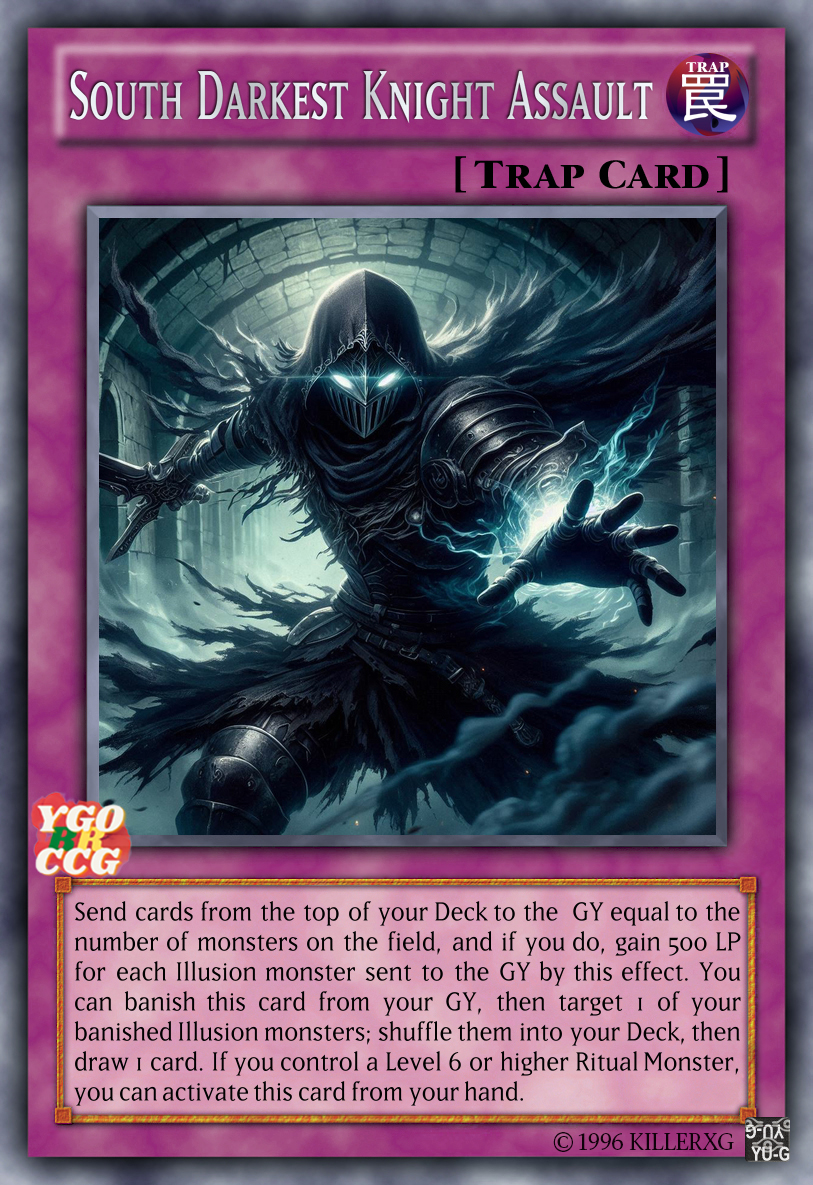 South Darkest Knight Assault
TRAP
罠
[Trap Card]
YGO
BR
CCG
Send cards from the top of your Deck to the GY equal to the
number of monsters on the field, and if you do, gain 500 LP
for each Illusion monster sent to the GY by this effect. You
can banish this card from your GY, then target 1 of your
banished Illusion monsters; shuffle them into your Deck, then
draw 1 card. If you control a Level 6 or higher Ritual Monster,
you can activate this card from your hand.
© 1996 KILLERXG
YU-G
YU-G